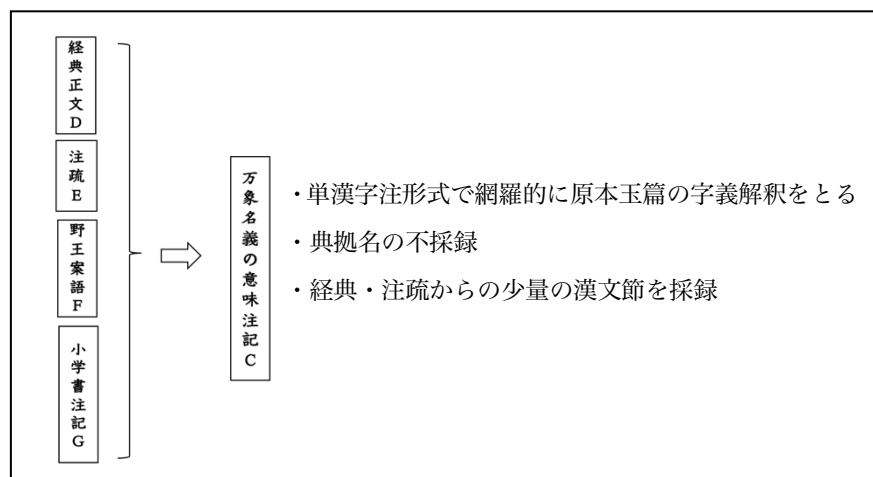 経典正文D
注疏E
野王案語F
小学書注記G
万象名義の意味注記C
・単漢字注形式で網羅的に原本玉篇の字義解釈をとる
・典拠名の不採録
・経典・注疏からの少量の漢文節を採録